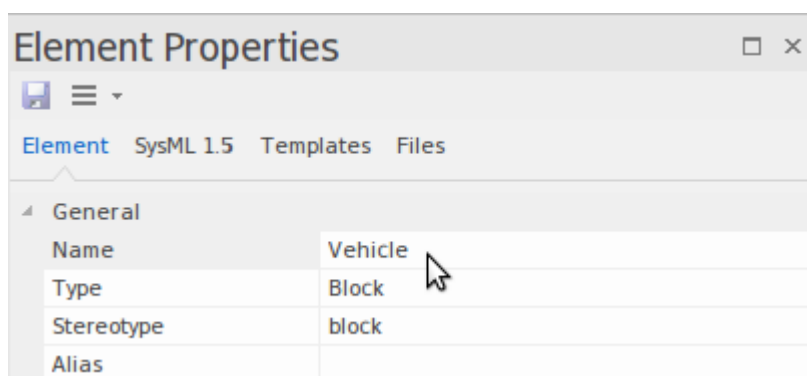 Element Properties
Element SysML 1.5 Templates Files
General
Name Vehicle
Type Block
Stereotype block
Alias